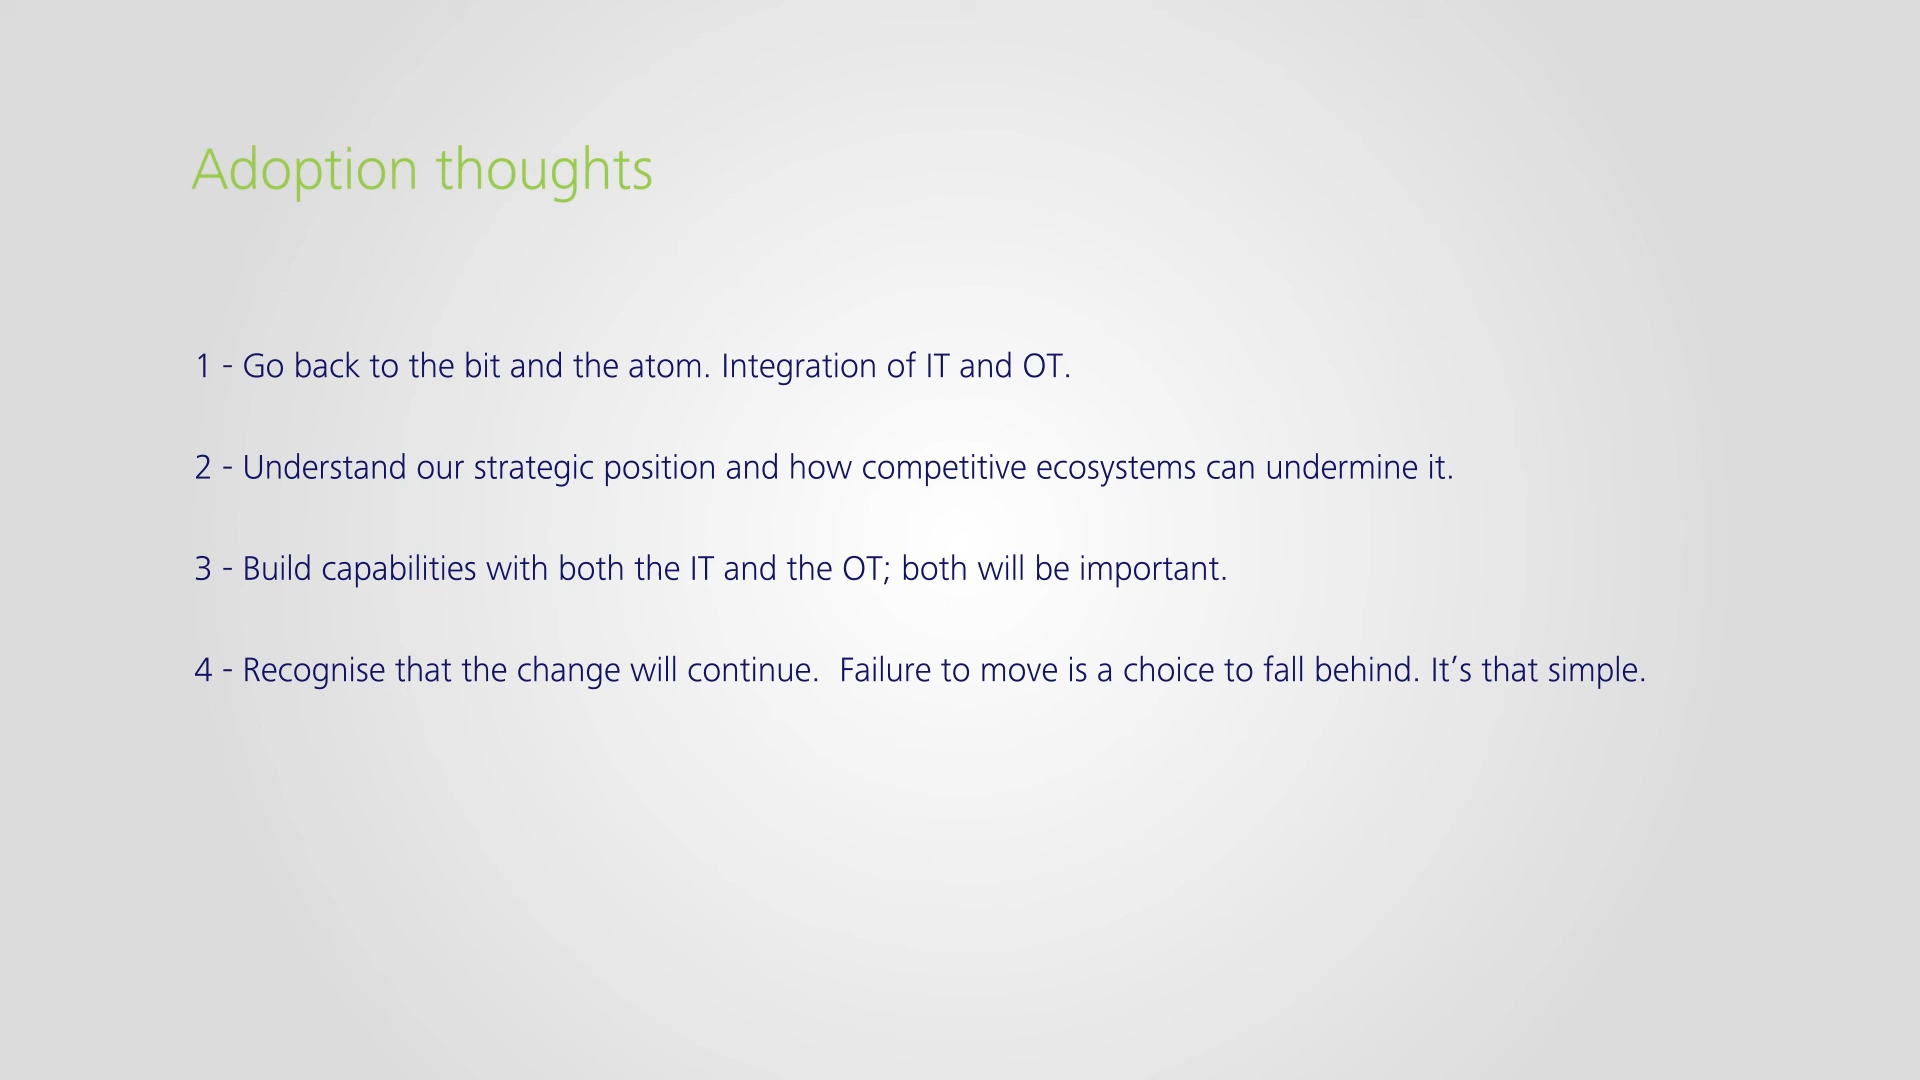 Adoption thoughts
1 - Go back to the bit and the atom. Integration of IT and OT.
2 - Understand our strategic position and how competitive ecosystems can undermine it.
3 - Build capabilities with both the IT and the OT; both will be important.
4 - Recognise that the change will continue.  Failure to move is a choice to fall behind. It’s that simple.